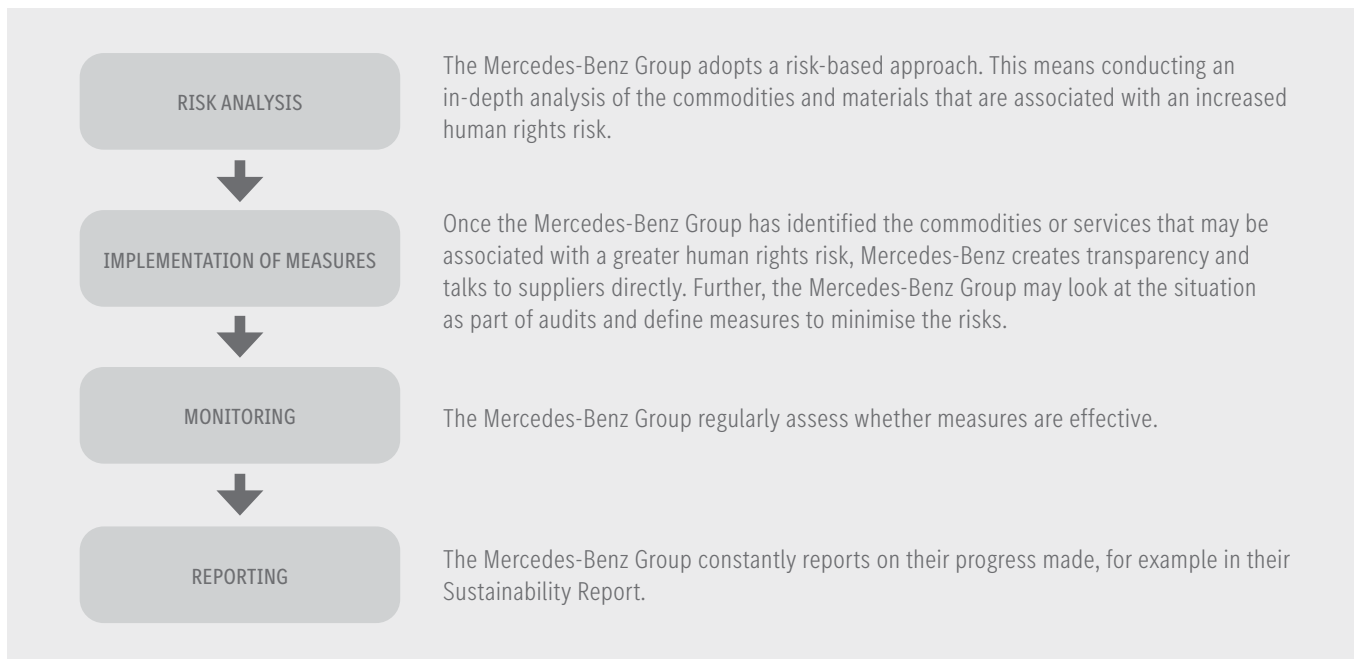 RISK ANALYSIS
The Mercedes-Benz Group adopts a risk-based approach. This means conducting an
in-depth analysis of the commodities and materials that are associated with an increased
human rights risk.
IMPLEMENTATION OF MEASURES
Once the Mercedes-Benz Group has identified the commodities or services that may be
associated with a greater human rights risk, Mercedes-Benz creates transparency and
talks to suppliers directly. Further, the Mercedes-Benz Group may look at the situation
as part of audits and define measures to minimise the risks.
MONITORING
The Mercedes-Benz Group regularly assess whether measures are effective.
REPORTING
The Mercedes-Benz Group constantly reports on their progress made, for example in their
Sustainability Report.